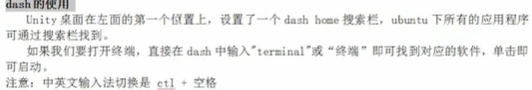 dash的使用
Unity桌面在左面的第一个位置上，设置了一个dash home搜索栏，ubuntu下所有的应用程序
可通过搜索栏找到。
如果我们要打开终端，直接在dash中输入"terminal"或“终端”即可找到对应的软件，单击即
可启动。
注意：中英文输入法切换是 ctl + 空格